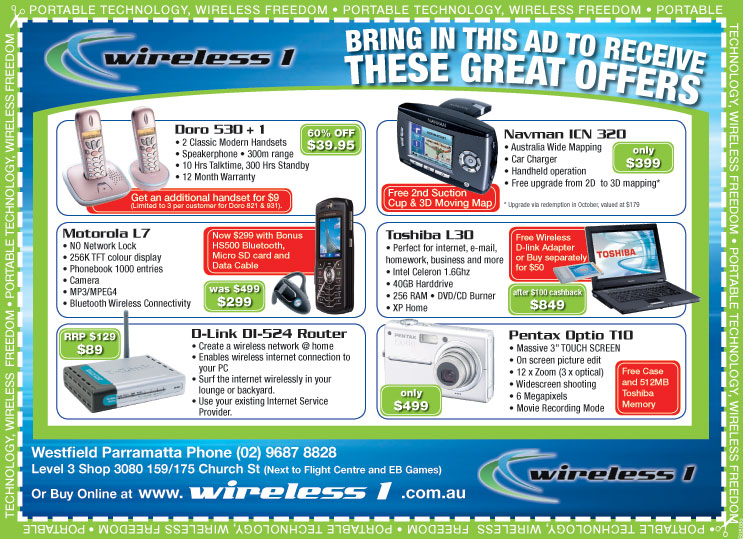 PORTABLE TECHNOLOGY, WIRELESS FREEDOM • PORTABLE TECHNOLOGY, WIRELESS FREEDOM • PORTABLE
TECHNOLOGY, WIRELESS FREEDOM • PORTABLE TECHNOLOGY, WIRELESS FREEDOM •
PORTABLE TECHNOLOGY, WIRELESS FREEDOM • PORTABLE TECHNOLOGY, WIRELESS FREEDOM • PORTABLE
TECHNOLOGY, WIRELESS FREEDOM • PORTABLE TECHNOLOGY, WIRELESS FREEDOM
wireless 1
BRING IN THIS AD TO RECEIVE
THESE GREAT OFFERS
Doro 530 + 1
• 2 Classic Modern Handsets
• Speakerphone • 300m range
• 10 Hrs Talktime, 300 Hrs Standby
• 12 Month Warranty
60% OFF
$39.95
Get an additional handset for $9
(Limited to 3 per customer for Doro 821 & 931).
NAVMAN
Navman ICN 320
• Australia Wide Mapping
• Car Charger
• Handheld operation
• Free upgrade from 2D to 3D mapping*
only
$399
Free 2nd Suction
Cup & 3D Moving Map
* Upgrade via redemption in October, valued at $179
Motorola L7
• NO Network Lock
• 256K TFT colour display
• Phonebook 1000 entries
• Camera
• MP3/MPEG4
• Bluetooth Wireless Connectivity
Now $299 with Bonus
HS500 Bluetooth,
Micro SD card and
Data Cable
was $499
$299
Toshiba L30
• Perfect for internet, e-mail,
homework, business and more
• Intel Celeron 1.6Ghz
• 40GB Harddrive
• 256 RAM • DVD/CD Burner
• XP Home
Free Wireless
D-link Adapter
or Buy separately
for $50
TOSHIBA
after $100 cashback
$849
RRP $129
$89
D-Link DI-524 Router
• Create a wireless network @ home
• Enables wireless internet connection to
your PC
• Surf the internet wirelessly in your
lounge or backyard.
• Use your existing Internet Service
Provider.
PENTAX
only
$499
Pentax Optio T10
• Massive 3" TOUCH SCREEN
• On screen picture edit
• 12 x Zoom (3 x optical)
• Widescreen shooting
• 6 Megapixels
• Movie Recording Mode
Free Case
and 512MB
Toshiba
Memory
Westfield Parramatta Phone (02) 9687 8828
Level 3 Shop 3080 159/175 Church St (Next to Flight Centre and EB Games)
Or Buy Online at www. wireless 1 .com.au
wireless 1